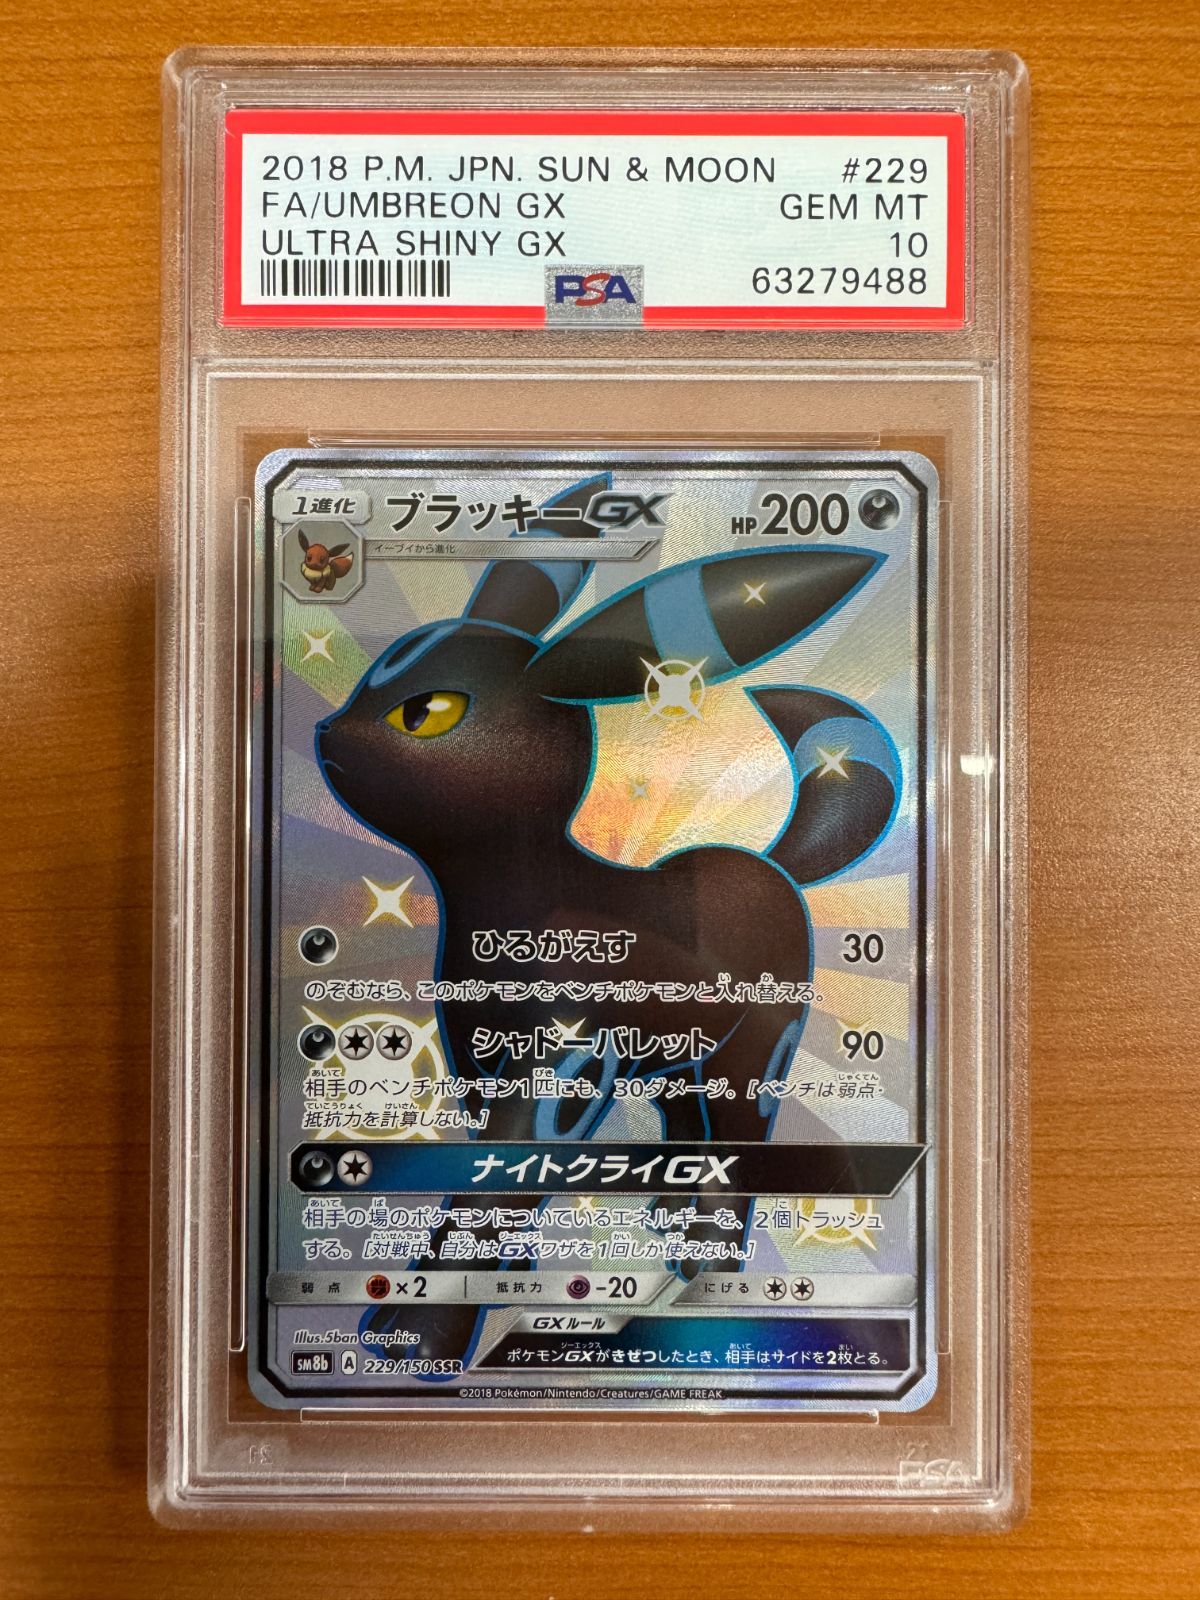 2018 P.M. JPN. SUN & MOON #229
FA/UMBREON GX GEM MT
ULTRA SHINY GX 10
PSA 63279488
1進化 ブラッキーGX HP200
イーブイから進化
ひるがえす 30
のぞむなら、このポケモンをベンチポケモンと入れ替える。
シャドーバレット 90
相手のベンチポケモン1匹にも、30ダメージ。[ベンチは弱点・
抵抗力を計算しない。]
ナイトクライGX
相手の場のポケモンについているエネルギーを、2個トラッシュ
する。[対戦中、自分はGXワザを1回しか使えない。]
弱点 ×2 抵抗力 -20 にげる
GXルール
ポケモンGXがきぜつしたとき、相手はサイドを2枚とる。
Illus.5ban Graphics
SM8b A 229/150 SSR
©2018 Pokémon/Nintendo/Creatures/GAME FREAK.
PSA